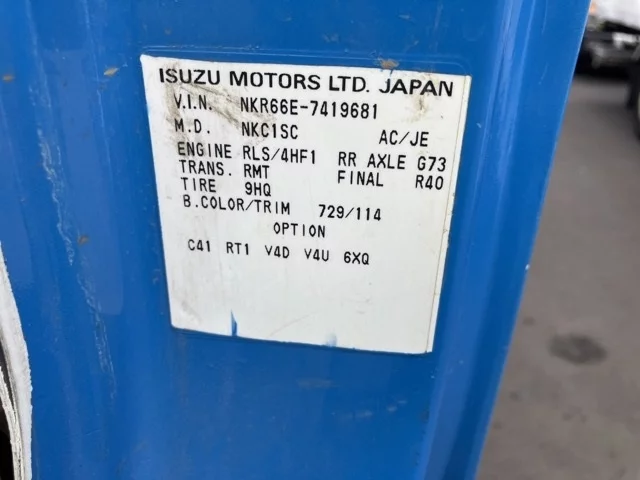 ISUZU MOTORS LTD. JAPAN
V.I.N. NKR66E-7419681
M.D. NKC1SC AC/JE
ENGINE RLS/4HF1 RR AXLE G73
TRANS. RMT FINAL R40
TIRE 9HQ
B.COLOR/TRIM 729/114
OPTION
C41 RT1 V4D V4U 6XQ